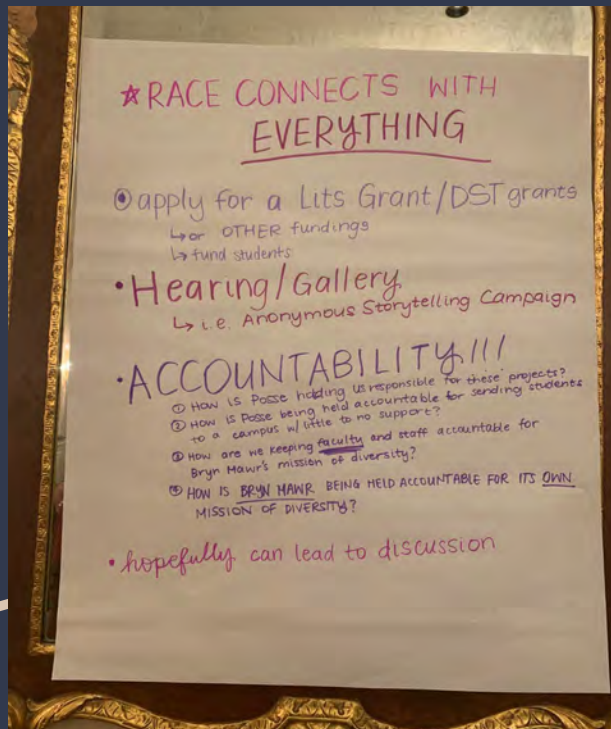 ☆ RACE CONNECTS WITH
EVERYTHING
• apply for a Lits Grant/DST grants
↳ or OTHER fundings
↳ fund students
• Hearing/Gallery
↳ i.e. Anonymous Storytelling Campaign
• ACCOUNTABILITY!!!
① How is Posse holding us responsible for these projects?
② How is Posse being held accountable for sending students
to a campus w/ little to no support?
③ How are we keeping faculty and staff accountable for
Bryn Mawr's mission of diversity?
④ HOW IS BRYN MAWR BEING HELD ACCOUNTABLE FOR ITS OWN
MISSION OF DIVERSITY?
• hopefully can lead to discussion